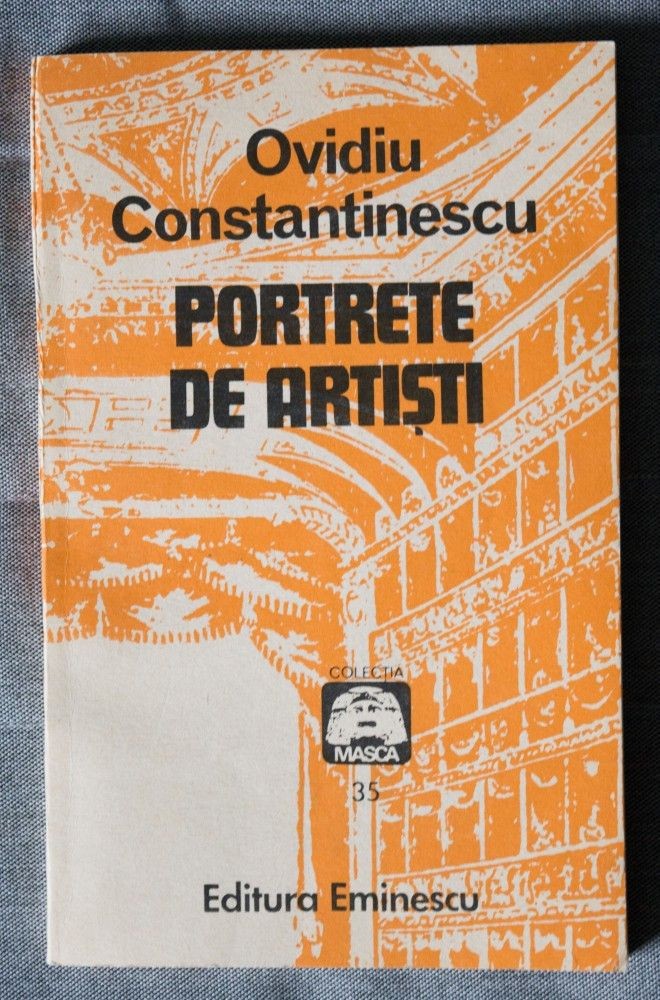 Ovidiu
Constantinescu
PORTRETE
DE ARTIȘTI
COLECȚIA
MASCA
35
Editura Eminescu